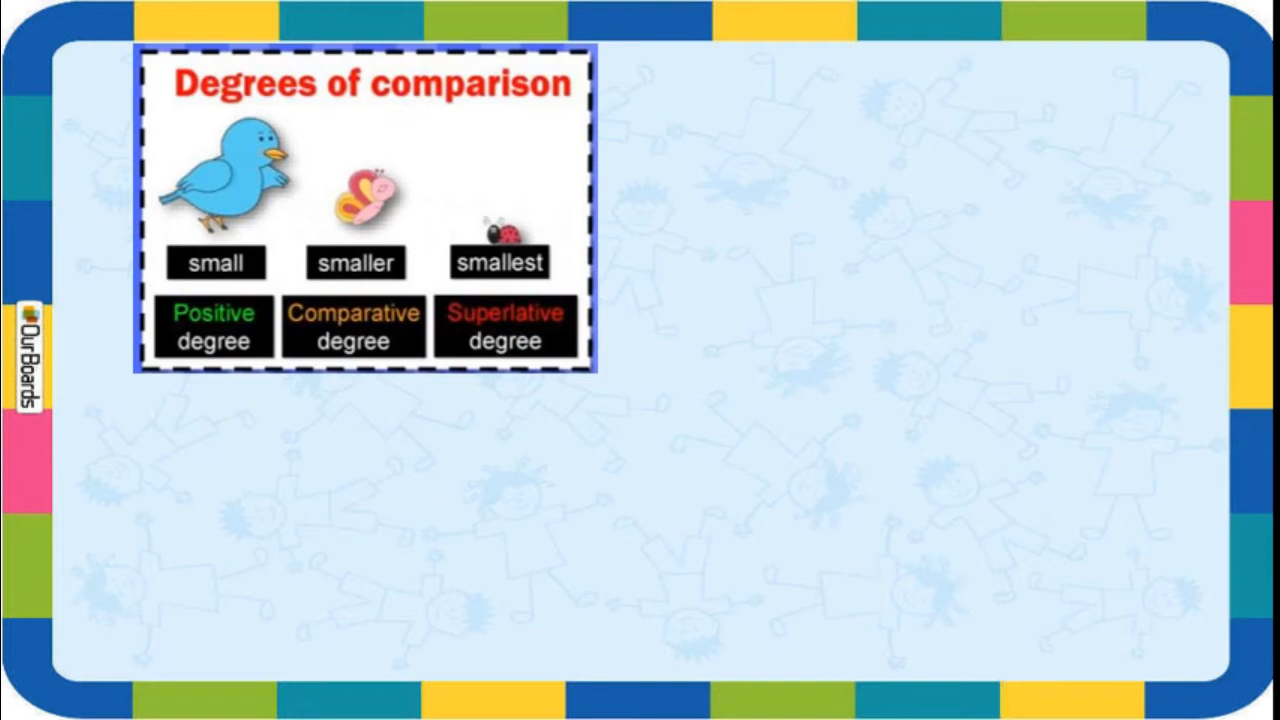 Degrees of comparison
small smaller smallest
Positive Comparative Superlative
degree degree degree
OurBoards